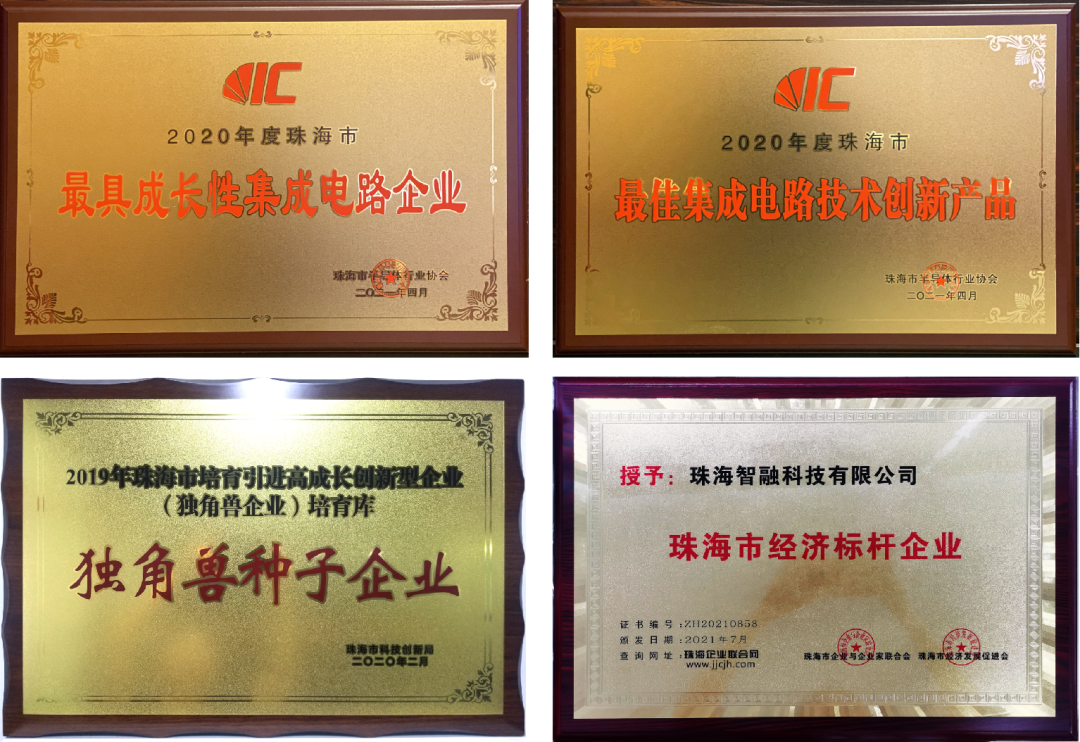 IC
2020年度珠海市
最具成长性集成电路企业
珠海市半导体行业协会
二〇二一年四月
IC
2020年度珠海市
最佳集成电路技术创新产品
珠海市半导体行业协会
二〇二一年四月
2019年珠海市培育引进高成长创新型企业
（独角兽企业）培育库
独角兽种子企业
珠海市科技创新局
二〇二〇年二月
授予：珠海智融科技有限公司
珠海市经济标杆企业
证书编号:ZH20210858
颁发日期:2021年7月
查询网址:珠海企业联合网
www.jjcjh.com
珠海市企业与企业家联合会 珠海市经济发展促进会